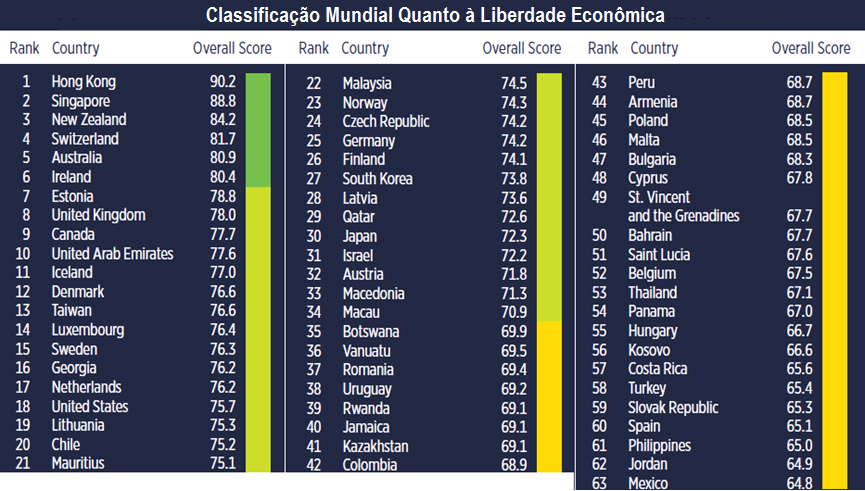 Classificação Mundial Quanto à Liberdade Econômica
Rank Country Overall Score
1 Hong Kong 90.2
2 Singapore 88.8
3 New Zealand 84.2
4 Switzerland 81.7
5 Australia 80.9
6 Ireland 80.4
7 Estonia 78.8
8 United Kingdom 78.0
9 Canada 77.7
10 United Arab Emirates 77.6
11 Iceland 77.0
12 Denmark 76.6
13 Taiwan 76.6
14 Luxembourg 76.4
15 Sweden 76.3
16 Georgia 76.2
17 Netherlands 76.2
18 United States 75.7
19 Lithuania 75.3
20 Chile 75.2
21 Mauritius 75.1
Rank Country Overall Score
22 Malaysia 74.5
23 Norway 74.3
24 Czech Republic 74.2
25 Germany 74.2
26 Finland 74.1
27 South Korea 73.8
28 Latvia 73.6
29 Qatar 72.6
30 Japan 72.3
31 Israel 72.2
32 Austria 71.8
33 Macedonia 71.3
34 Macau 70.9
35 Botswana 69.9
36 Vanuatu 69.5
37 Romania 69.4
38 Uruguay 69.2
39 Rwanda 69.1
40 Jamaica 69.1
41 Kazakhstan 69.1
42 Colombia 68.9
Rank Country Overall Score
43 Peru 68.7
44 Armenia 68.7
45 Poland 68.5
46 Malta 68.5
47 Bulgaria 68.3
48 Cyprus 67.8
49 St. Vincent
and the Grenadines 67.7
50 Bahrain 67.7
51 Saint Lucia 67.6
52 Belgium 67.5
53 Thailand 67.1
54 Panama 67.0
55 Hungary 66.7
56 Kosovo 66.6
57 Costa Rica 65.6
58 Turkey 65.4
59 Slovak Republic 65.3
60 Spain 65.1
61 Philippines 65.0
62 Jordan 64.9
63 Mexico 64.8